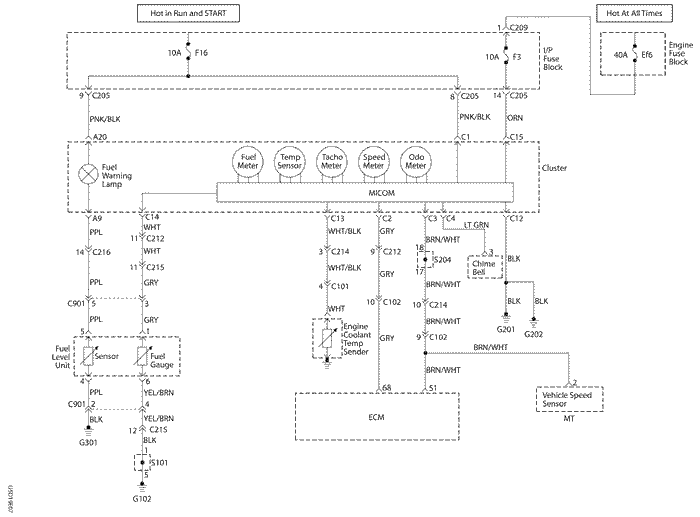 Hot in Run and START
Hot At All Times
1 C209
10A F16
10A F3
I/P Fuse Block
40A Ef6
Engine Fuse Block
9 C205
8 C205
14 C205
PNK/BLK
PNK/BLK
ORN
A20
C1
C15
Fuel Warning Lamp
Fuel Meter
Temp Sensor
Tacho Meter
Speed Meter
Odo Meter
Cluster
MICOM
A9
C14
C13
C2
C3
C4
C12
PPL
WHT
WHT/BLK
GRY
BRN/WHT
LT GRN
11 C212
14 C216
WHT
3 C214
9 C212
18
S204
17
3
Chime Bell
BLK
11 C215
WHT/BLK
GRY
PPL
GRY
4 C101
BRN/WHT
C901 5
3
WHT
10 C102
10 C214
BLK
BLK
G201
G202
PPL
GRY
Engine Coolant Temp Sender
GRY
BRN/WHT
9 C102
5
1
Fuel Level Unit
Sensor
Fuel Gauge
BRN/WHT
BRN/WHT
4
6
PPL
YEL/BRN
68
51
2
Vehicle Speed Sensor
MT
C901 2
4
BLK
YEL/BRN
ECM
G301
12 C215
BLK
1
S101
5
G102